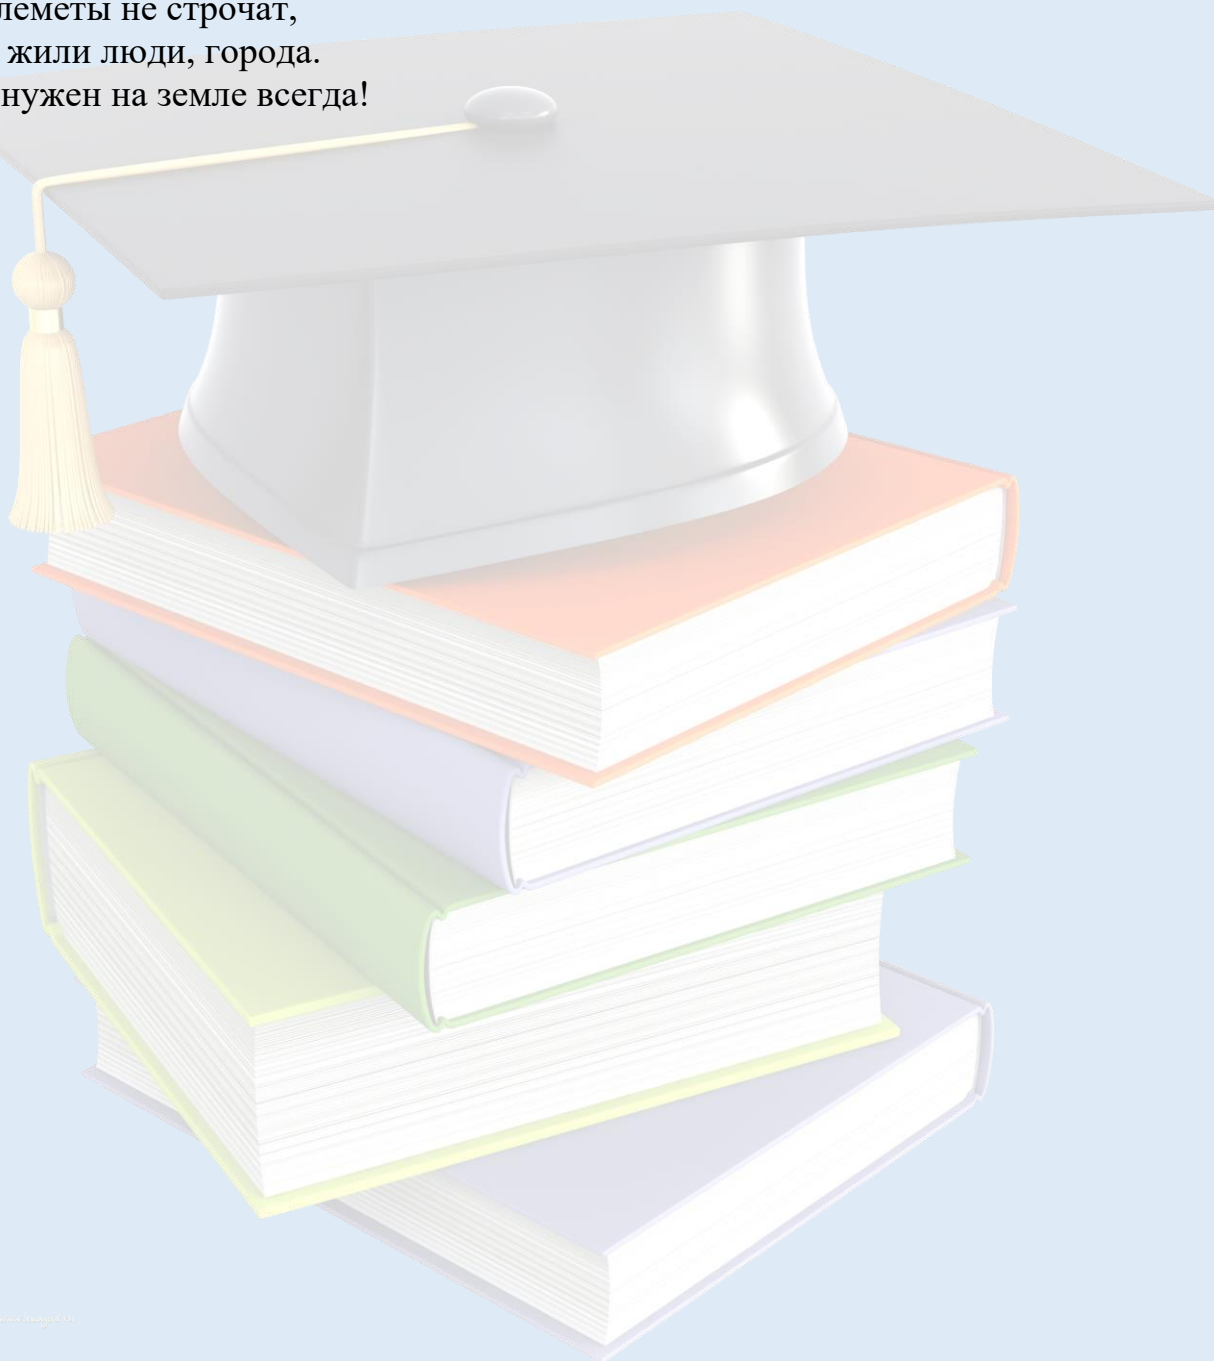 леметы не строчат,
жили люди, города.
нужен на земле всегда!